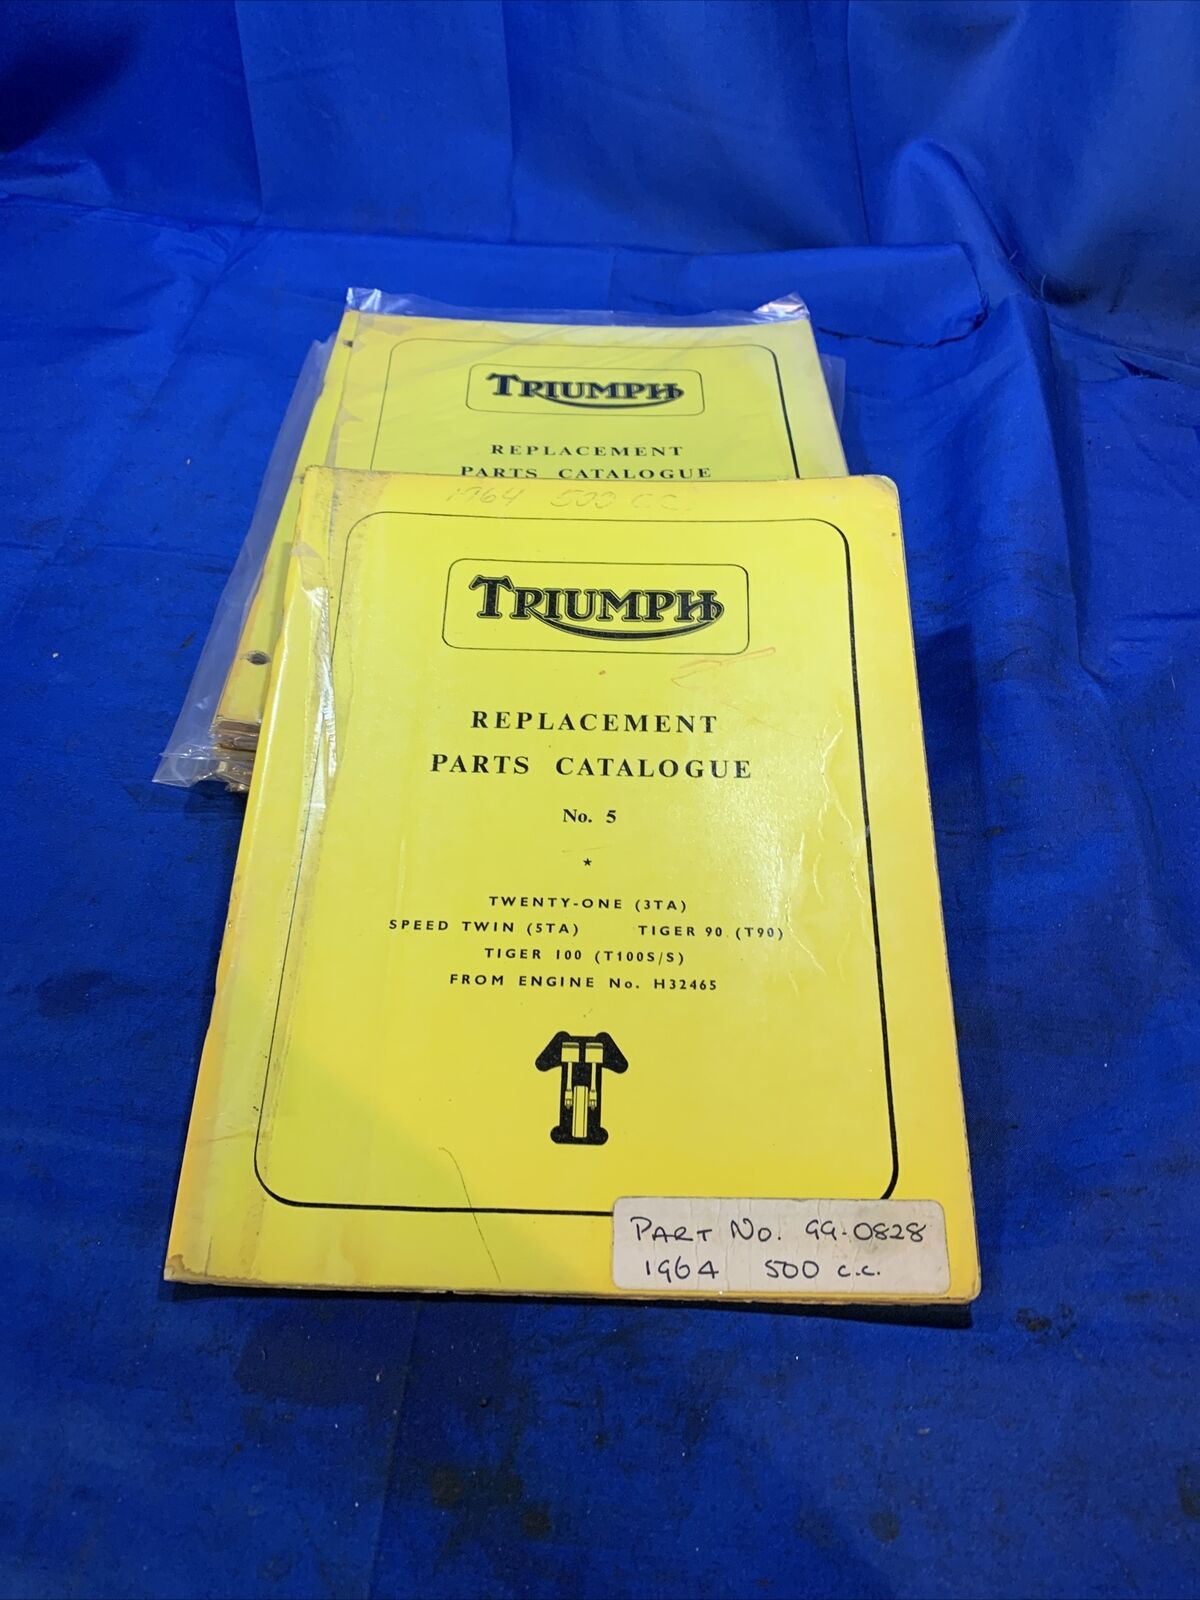 TRIUMPH
REPLACEMENT
PARTS CATALOGUE
1964 500 C.C.
TRIUMPH
REPLACEMENT
PARTS CATALOGUE
No. 5
★
TWENTY-ONE (3TA)
SPEED TWIN (5TA) TIGER 90 (T90)
TIGER 100 (T100S/S)
FROM ENGINE No. H32465
PART No. 99-0828
1964 500 c.c.